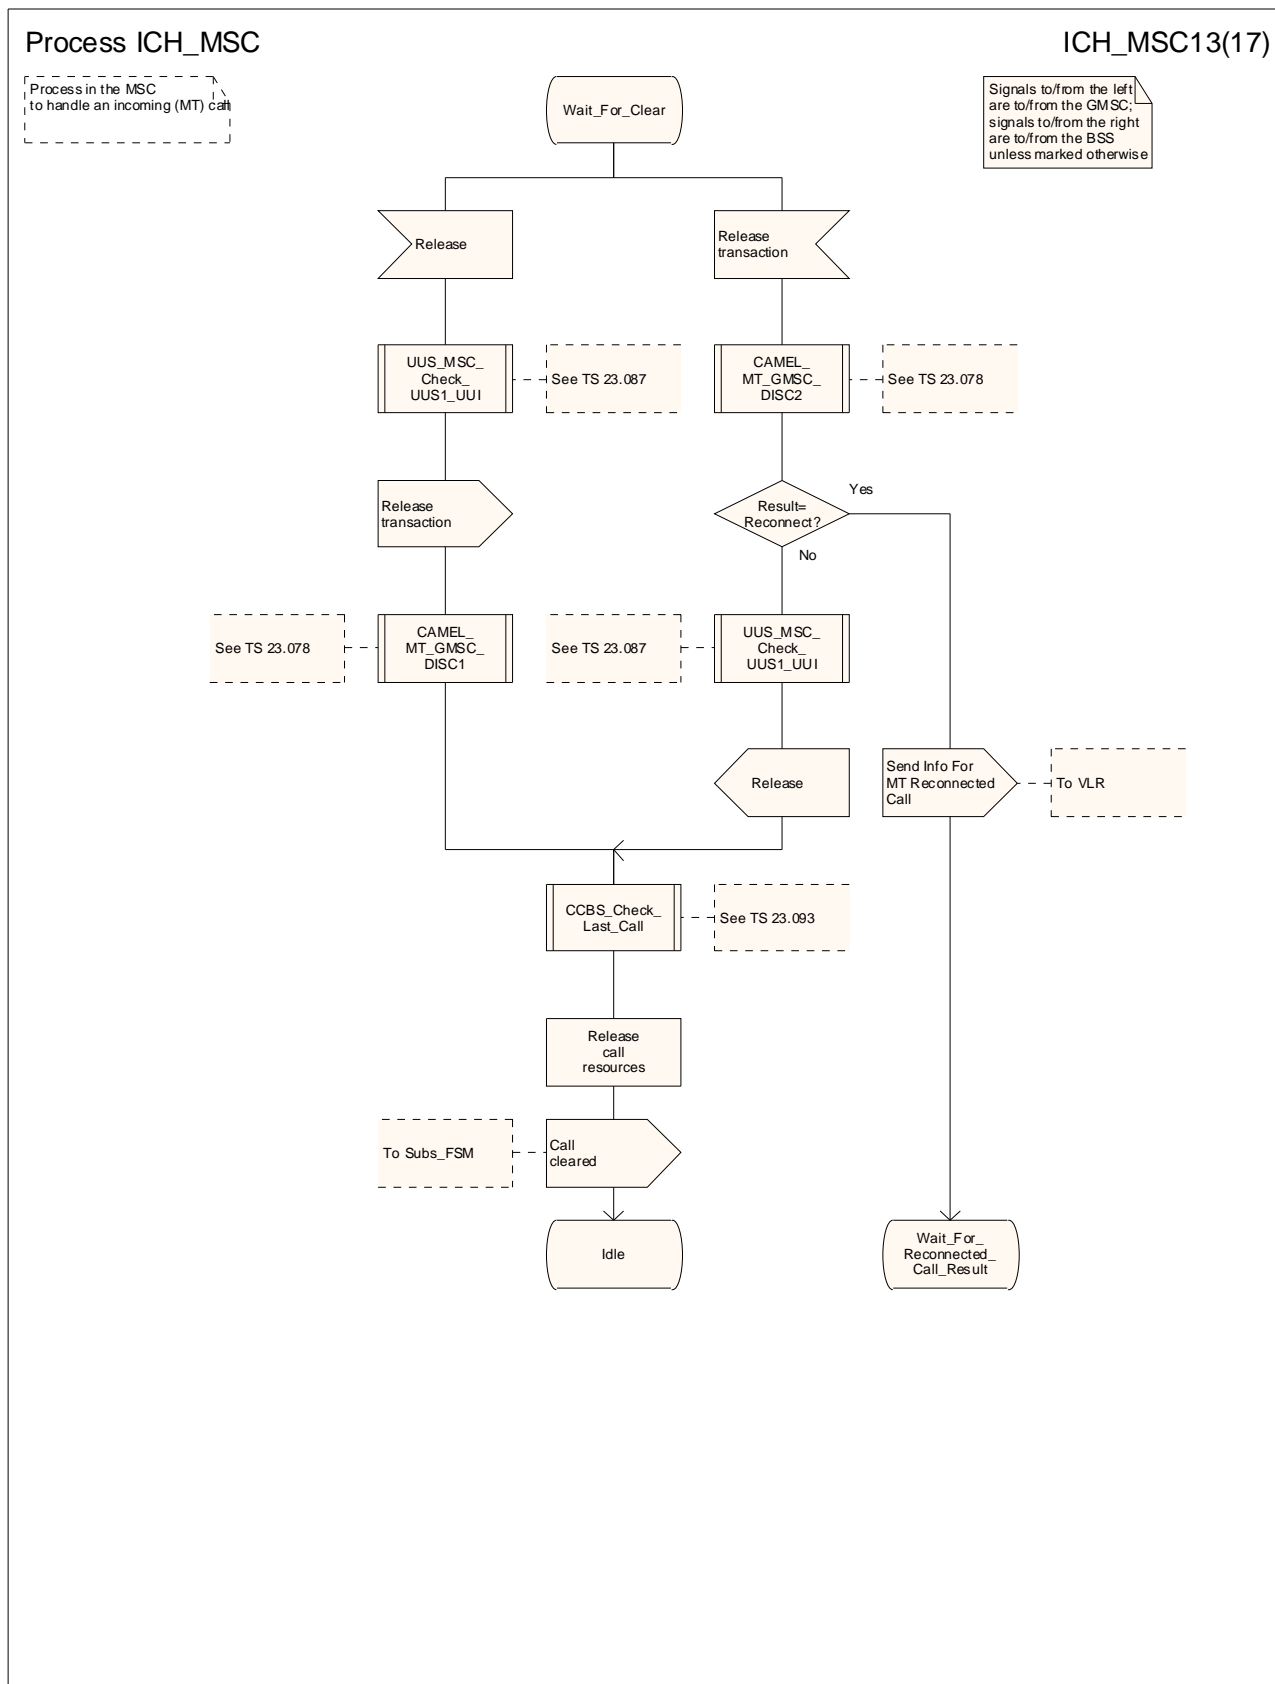 Process ICH_MSC
ICH_MSC13(17)
Process in the MSC
to handle an incoming (MT) call
Signals to/from the left
are to/from the GMSC;
signals to/from the right
are to/from the BSS
unless marked otherwise
Wait_For_Clear
Release
Release
transaction
UUS_MSC_
Check_
UUS1_UUI
See TS 23.087
CAMEL_
MT_GMSC_
DISC2
See TS 23.078
Release
transaction
Result=
Reconnect?
Yes
No
See TS 23.078
CAMEL_
MT_GMSC_
DISC1
See TS 23.087
UUS_MSC_
Check_
UUS1_UUI
Release
Send Info For
MT Reconnected
Call
To VLR
CCBS_Check_
Last_Call
See TS 23.093
Release
call
resources
To Subs_FSM
Call
cleared
Idle
Wait_For_
Reconnected_
Call_Result